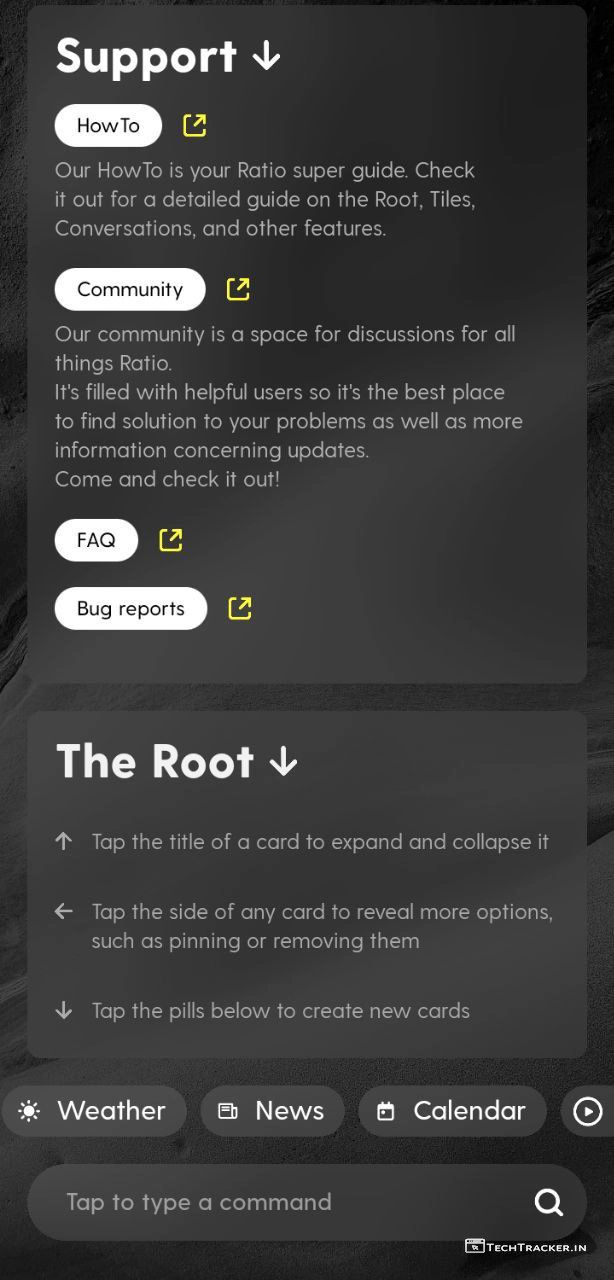 Support
HowTo
Our HowTo is your Ratio super guide. Check
it out for a detailed guide on the Root, Tiles,
Conversations, and other features.
Community
Our community is a space for discussions for all
things Ratio.
It's filled with helpful users so it's the best place
to find solution to your problems as well as more
information concerning updates.
Come and check it out!
FAQ
Bug reports
The Root
Tap the title of a card to expand and collapse it
Tap the side of any card to reveal more options,
such as pinning or removing them
Tap the pills below to create new cards
Weather News Calendar
Tap to type a command
TechTracker.in